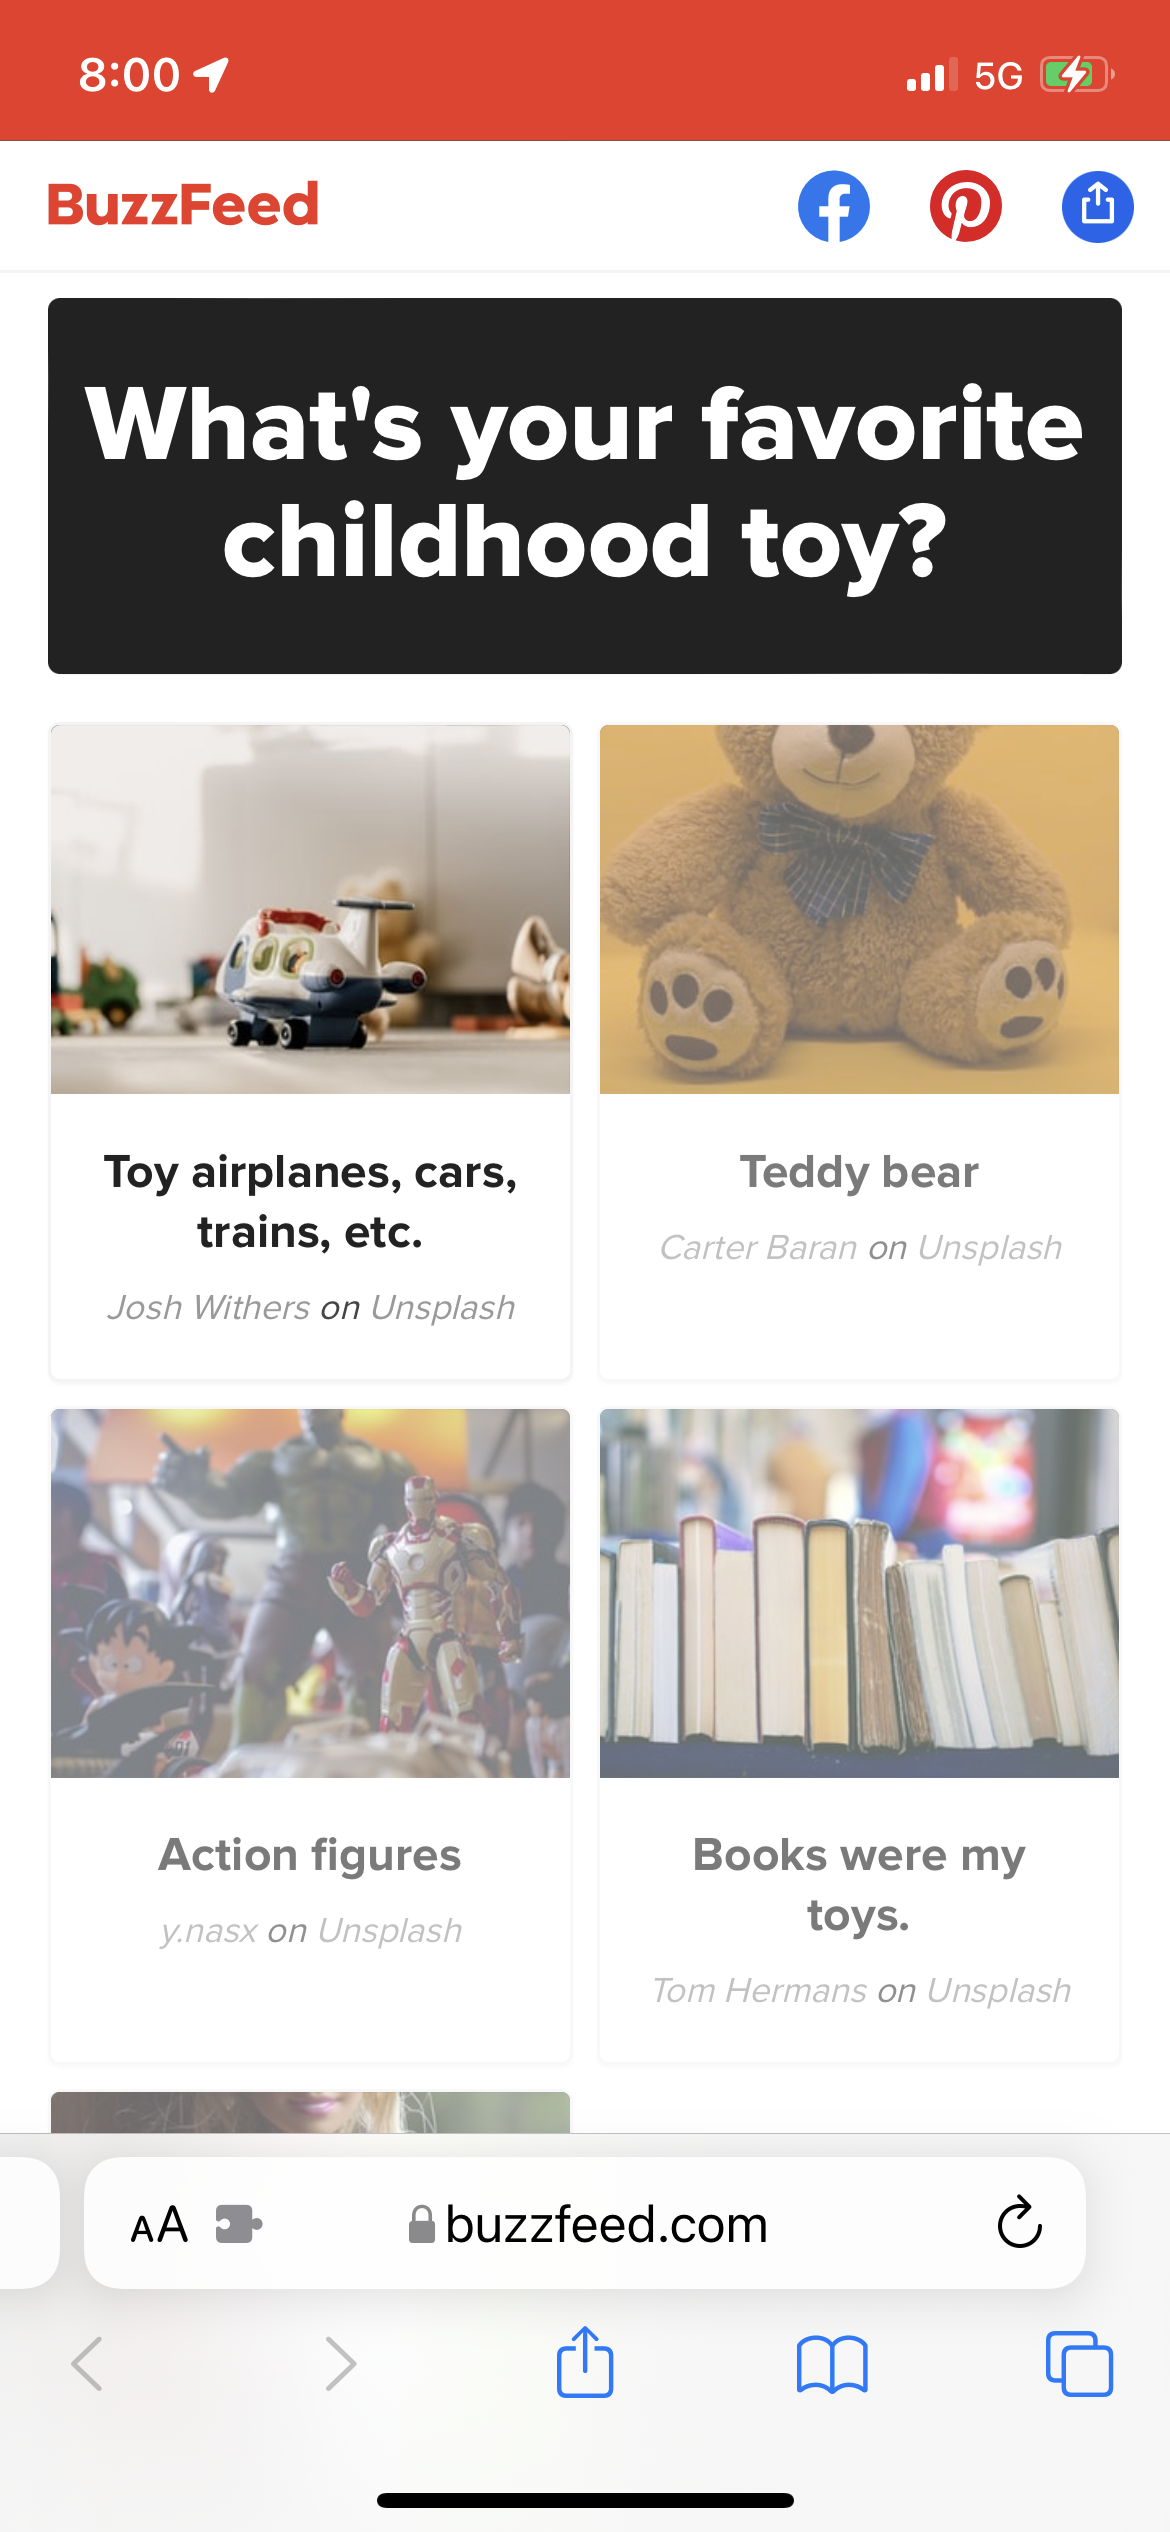 8:00
5G
BuzzFeed
What's your favorite
childhood toy?
Toy airplanes, cars,
trains, etc.
Josh Withers on Unsplash
Teddy bear
Carter Baran on Unsplash
Action figures
y.nasx on Unsplash
Books were my
toys.
Tom Hermans on Unsplash
AA
buzzfeed.com